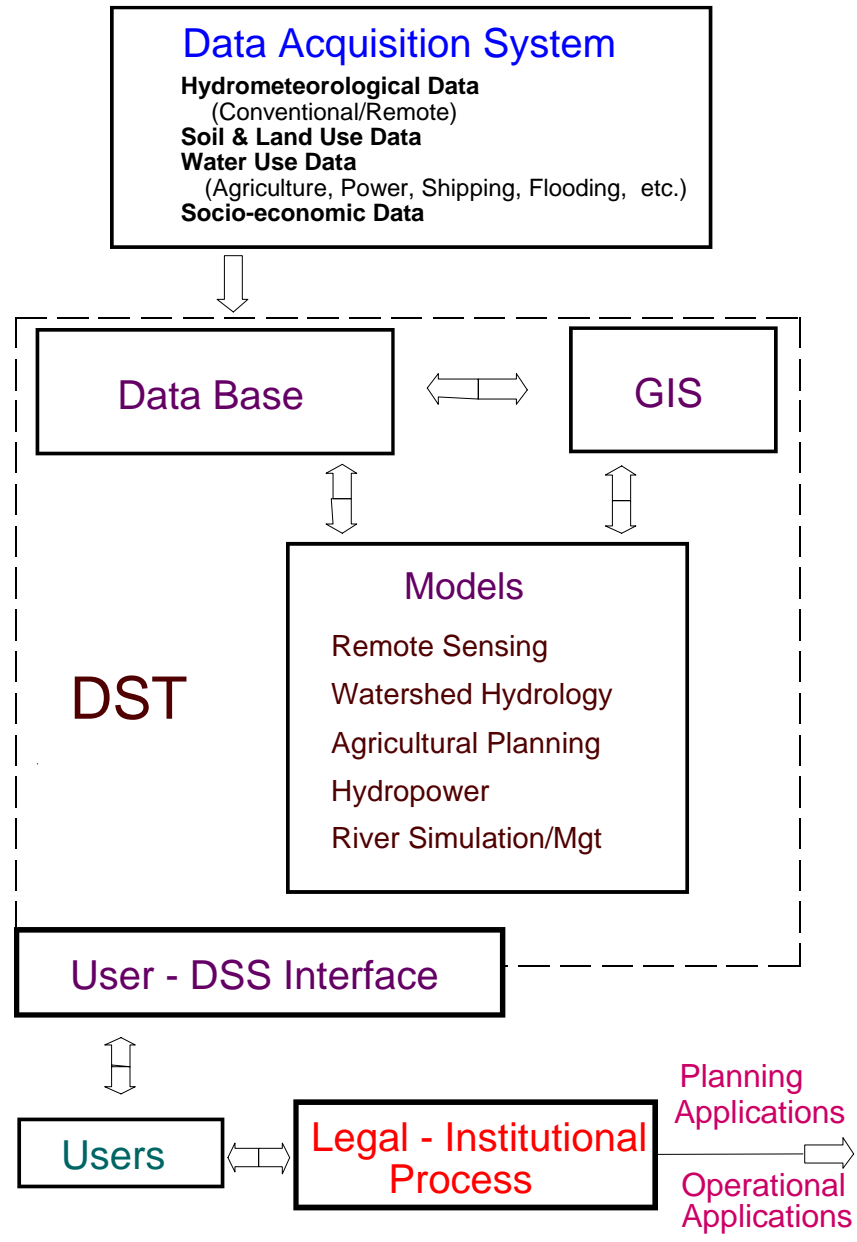 Data Acquisition System
Hydrometeorological Data
(Conventional/Remote)
Soil & Land Use Data
Water Use Data
(Agriculture, Power, Shipping, Flooding, etc.)
Socio-economic Data
Data Base
GIS
Models
Remote Sensing
Watershed Hydrology
Agricultural Planning
Hydropower
River Simulation/Mgt
DST
User - DSS Interface
Users
Legal - Institutional
Process
Planning
Applications
Operational
Applications